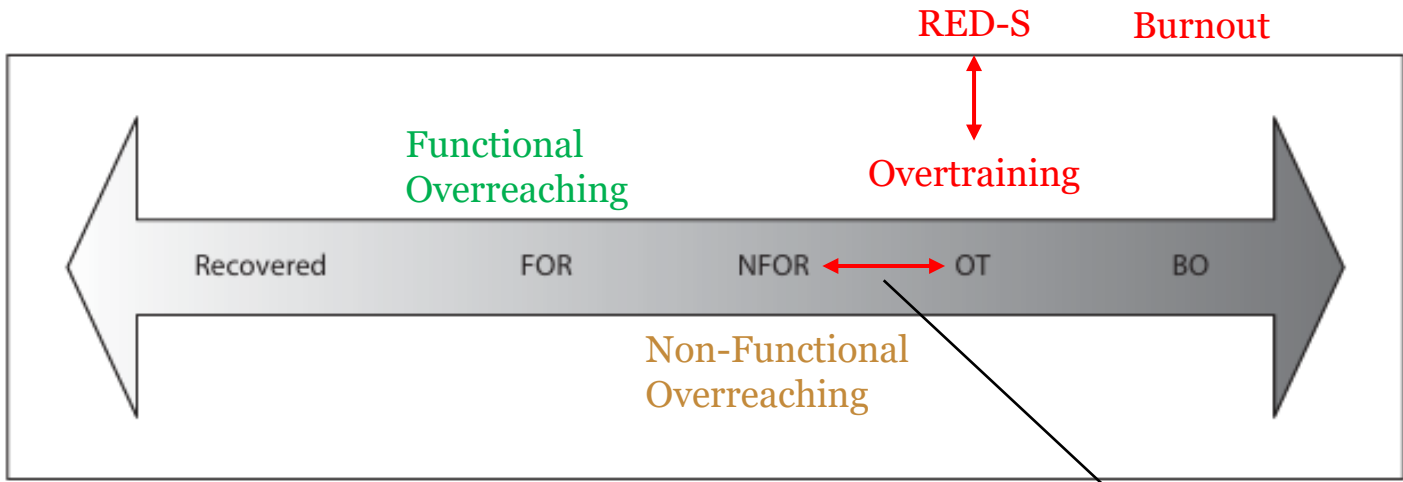 RED-S Burnout
Functional
Overreaching
Overtraining
Recovered FOR NFOR OT BO
Non-Functional
Overreaching